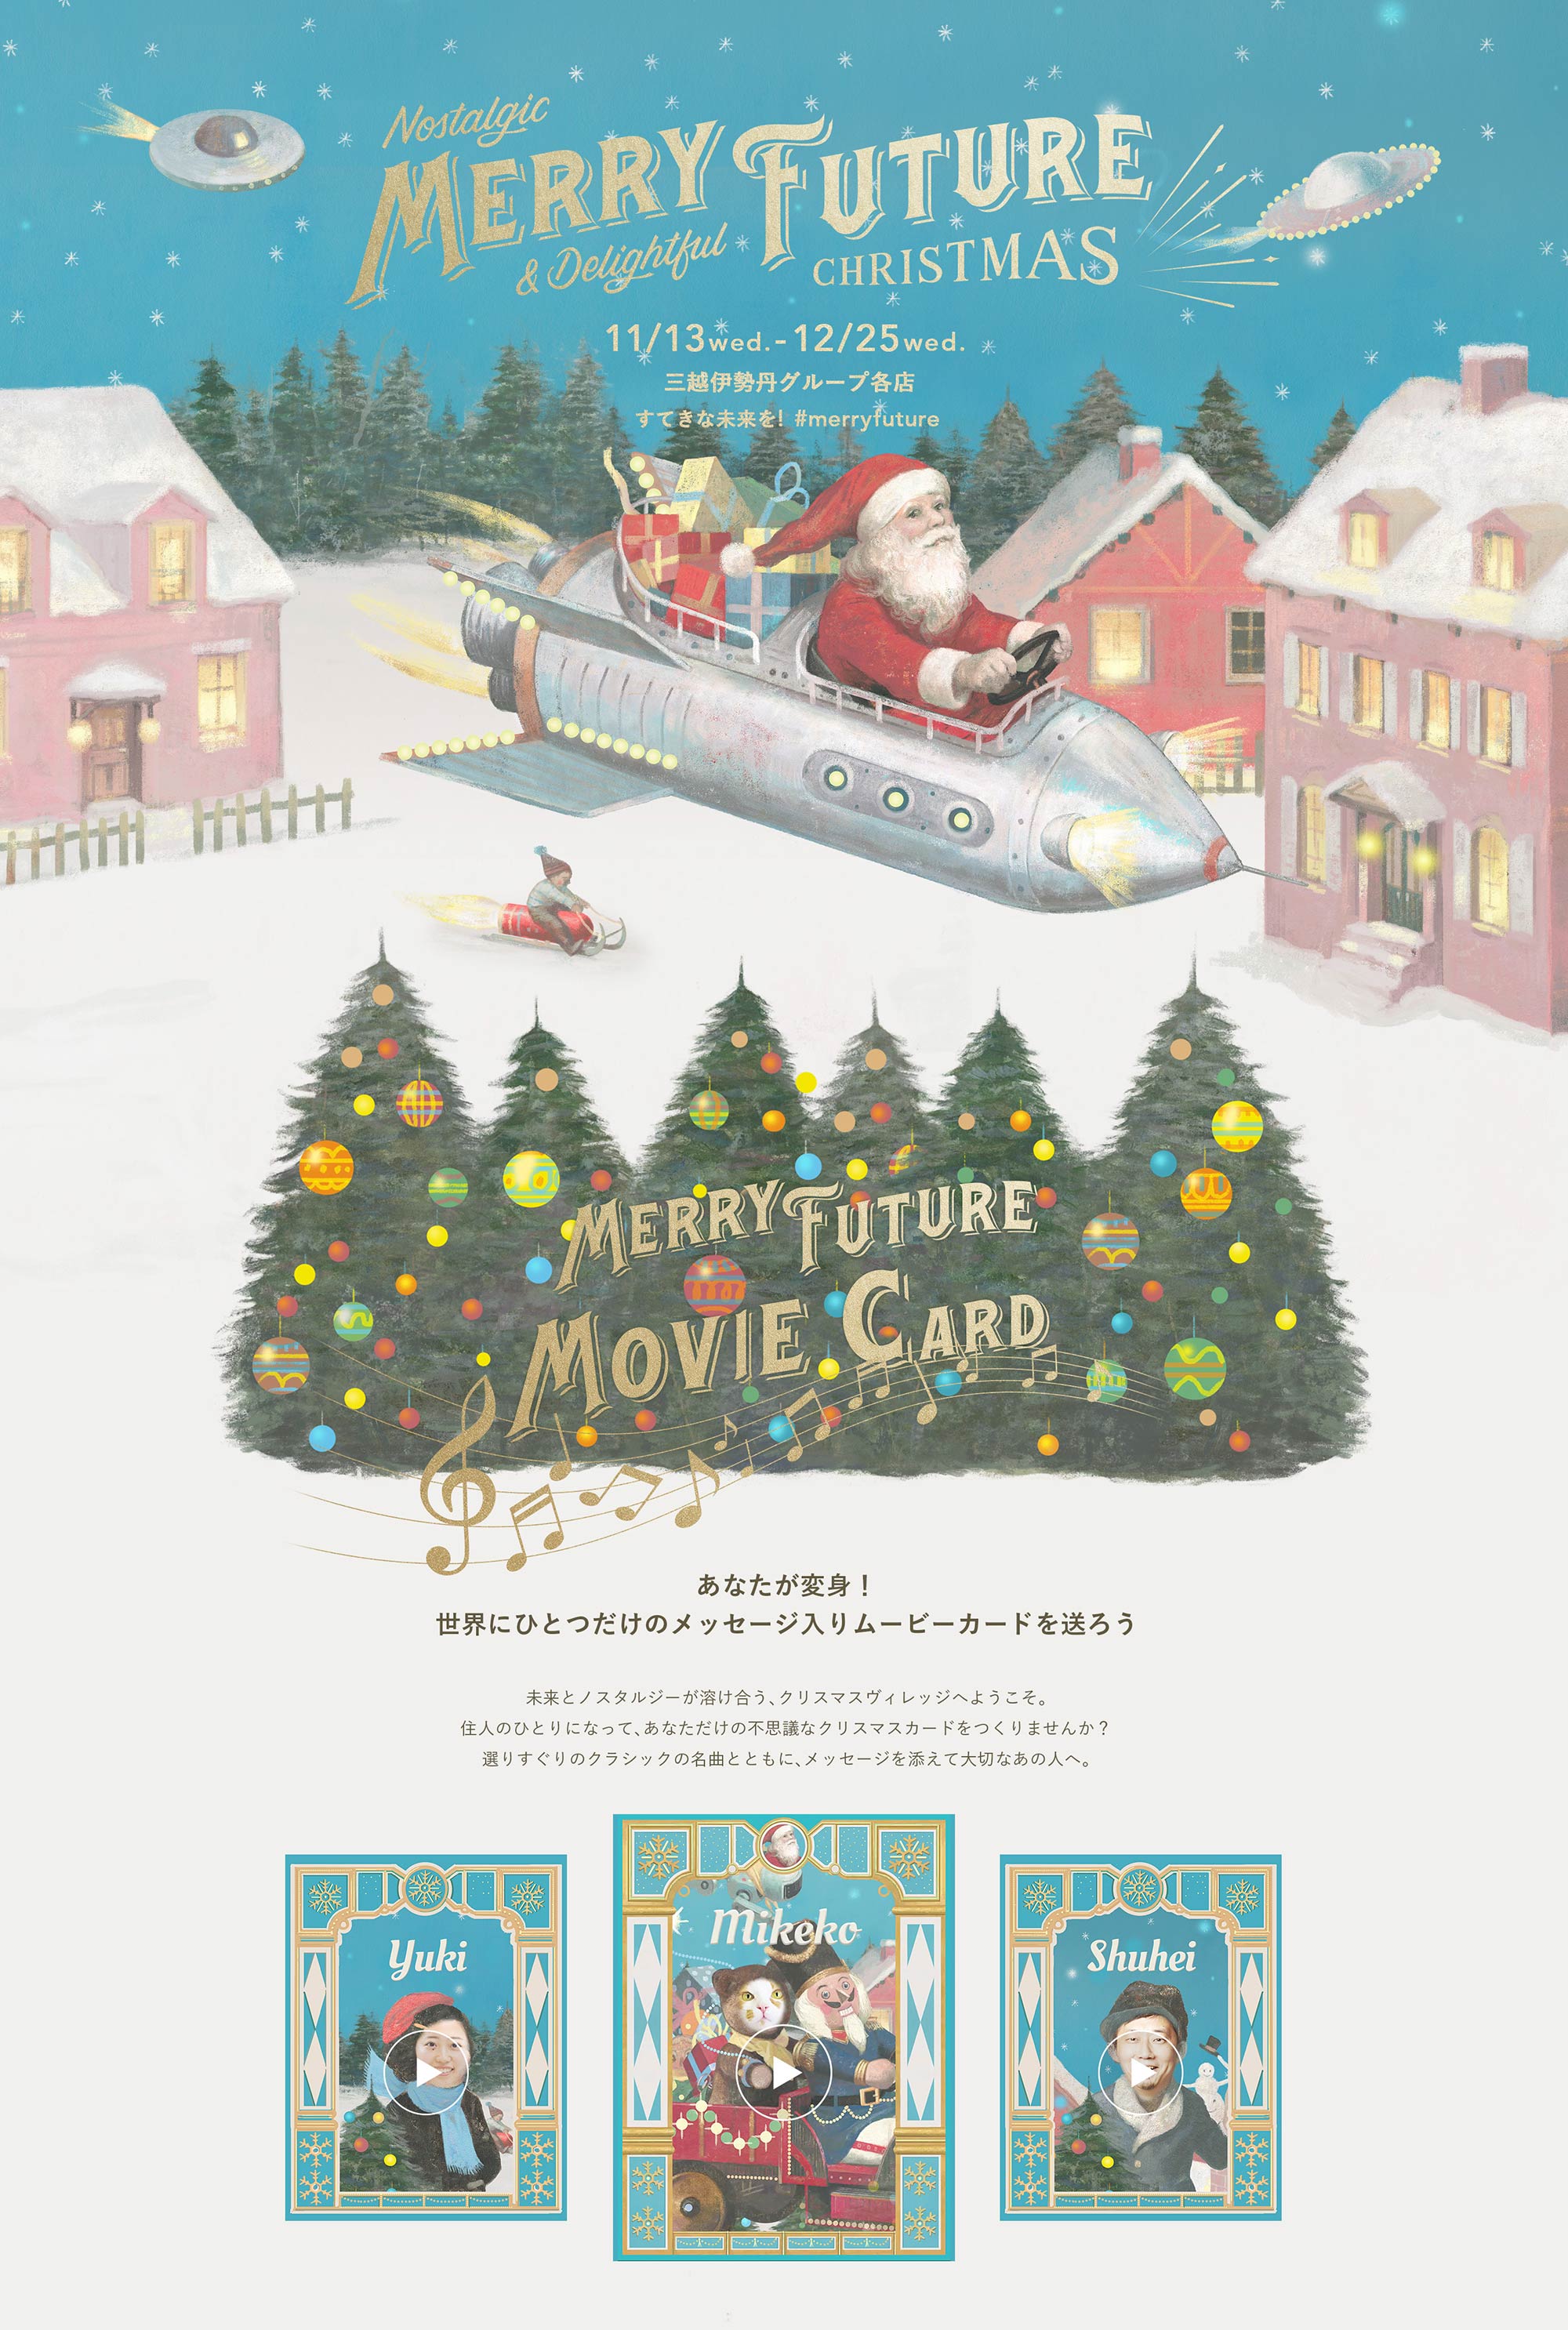 Nostalgic
MERRY FUTURE
& Delightful
CHRISTMAS
11/13wed.-12/25wed.
三越伊勢丹グループ各店
すてきな未来を! #merryfuture
MERRY FUTURE
MOVIE CARD
あなたが変身！
世界にひとつだけのメッセージ入りムービーカードを送ろう
未来とノスタルジーが溶け合う、クリスマスヴィレッジへようこそ。
住人のひとりになって、あなただけの不思議なクリスマスカードをつくりませんか？
選りすぐりのクラシックの名曲とともに、メッセージを添えて大切なあの人へ。
Yuki
Mikeko
Shuhei